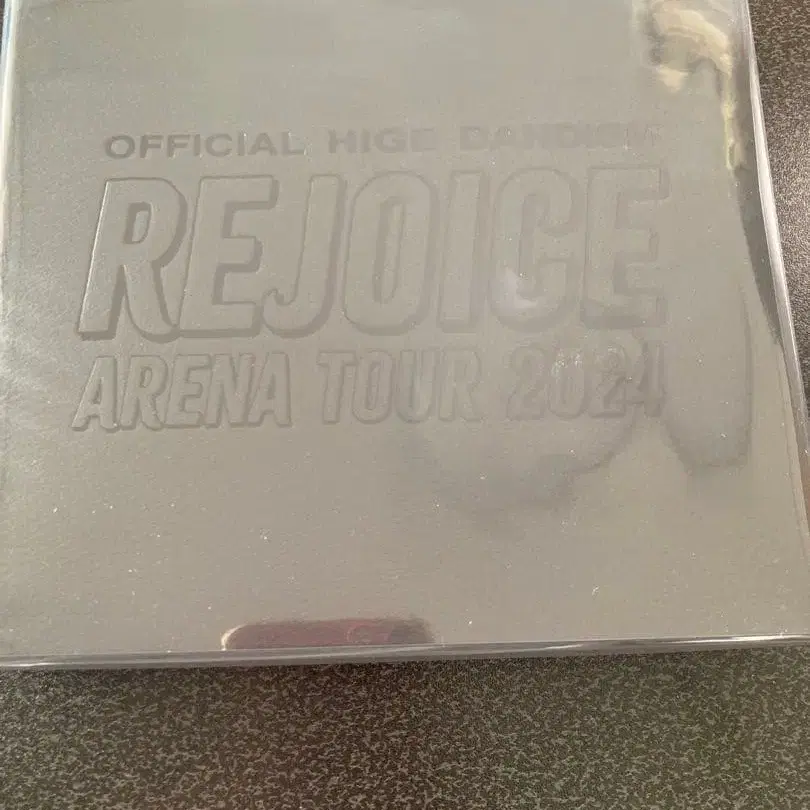 OFFICIAL HIGE DANDISM
REJOICE
ARENA TOUR 2024